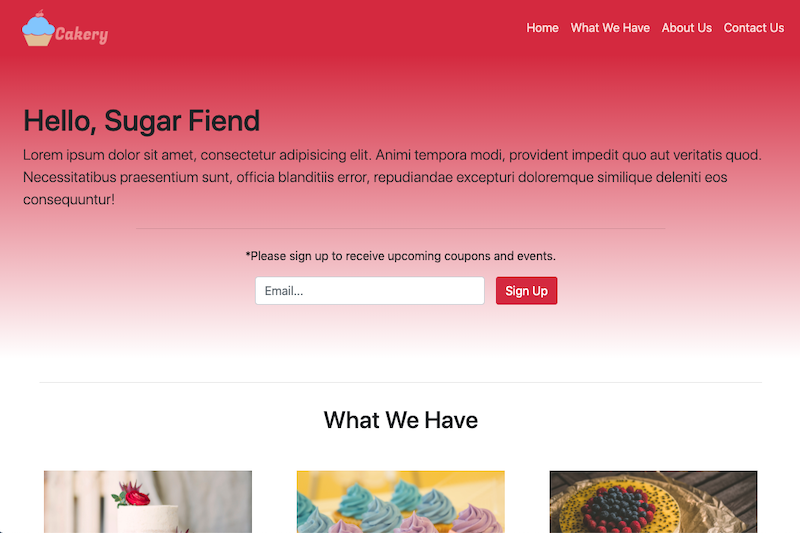 Cakery
Home What We Have About Us Contact Us
Hello, Sugar Fiend
Lorem ipsum dolor sit amet, consectetur adipisicing elit. Animi tempora modi, provident impedit quo aut veritatis quod.
Necessitatibus praesentium sunt, officia blanditiis error, repudiandae excepturi doloremque similique deleniti eos
consequuntur!
*Please sign up to receive upcoming coupons and events.
Email... Sign Up
What We Have